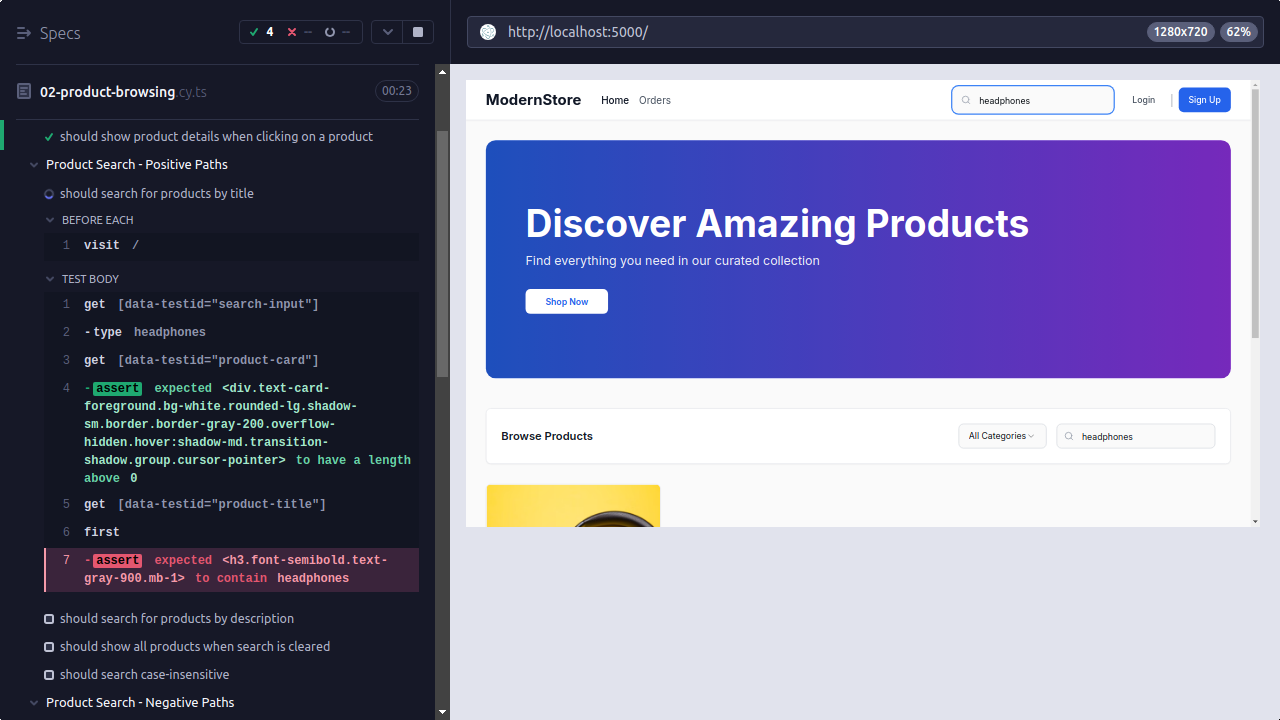 Specs
4 -- --
02-product-browsing.cy.ts 00:23
should show product details when clicking on a product
Product Search - Positive Paths
should search for products by title
BEFORE EACH
1 visit /
TEST BODY
1 get [data-testid="search-input"]
2 -type headphones
3 get [data-testid="product-card"]
4 -assert expected <div.text-card-
foreground.bg-white.rounded-lg.shadow-
sm.border.border-gray-200.overflow-
hidden.hover:shadow-md.transition-
shadow.group.cursor-pointer> to have a length
above 0
5 get [data-testid="product-title"]
6 first
7 -assert expected <h3.font-semibold.text-
gray-900.mb-1> to contain headphones
should search for products by description
should show all products when search is cleared
should search case-insensitive
Product Search - Negative Paths
http://localhost:5000/ 1280x720 62%
ModernStore Home Orders headphones Login | Sign Up
Discover Amazing Products
Find everything you need in our curated collection
Shop Now
Browse Products All Categories headphones